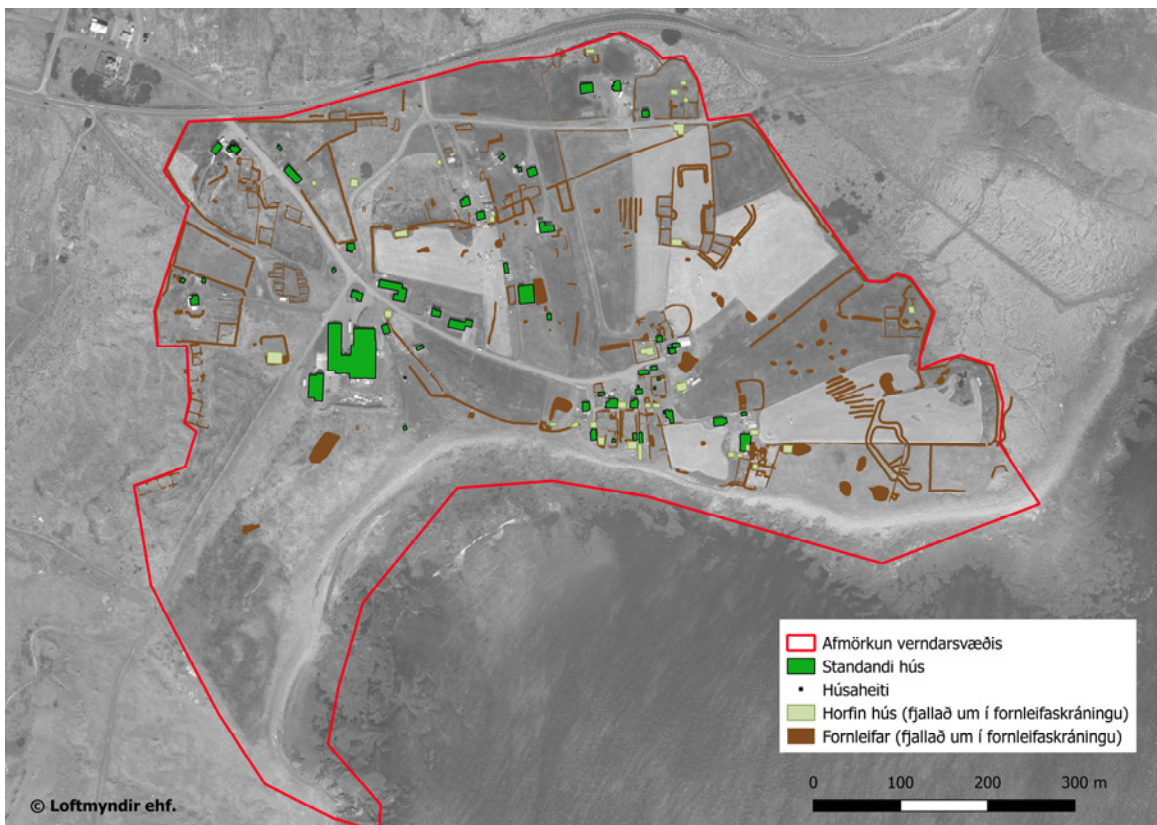 Afmörkun verndarsvæðis
Standandi hús
Húsaheiti
Horfin hús (fjallað um í fornleifaskráningu)
Fornleifar (fjallað um í fornleifaskráningu)
0 100 200 300 m
© Loftmyndir ehf.